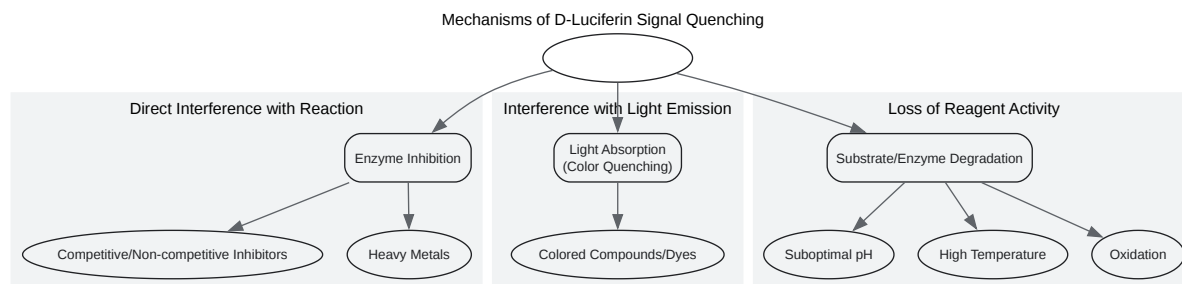 Mechanisms of D-Luciferin Signal Quenching
Direct Interference with Reaction
Interference with Light Emission
Loss of Reagent Activity
Enzyme Inhibition
Light Absorption
(Color Quenching)
Substrate/Enzyme Degradation
Competitive/Non-competitive Inhibitors
Heavy Metals
Colored Compounds/Dyes
Suboptimal pH
High Temperature
Oxidation